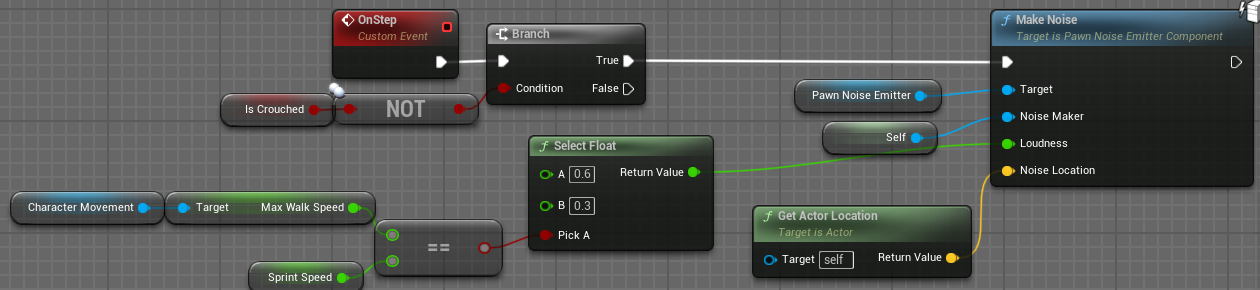 OnStep
Custom Event
Branch
True
Condition
False
Is Crouched
NOT
Make Noise
Target is Pawn Noise Emitter Component
Target
Noise Maker
Loudness
Noise Location
Pawn Noise Emitter
Self
Select Float
A 0.6
Return Value
B 0.3
Pick A
Character Movement
Target
Max Walk Speed
==
Sprint Speed
Get Actor Location
Target is Actor
Target self
Return Value